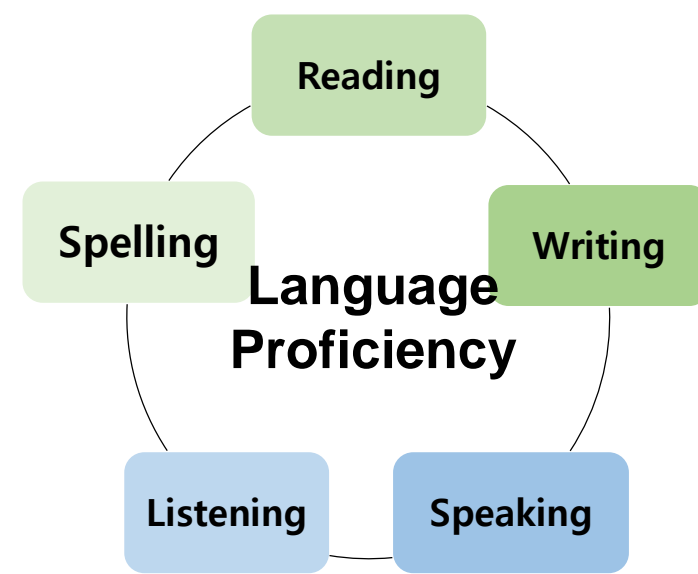 Reading
Spelling
Writing
Language
Proficiency
Listening
Speaking